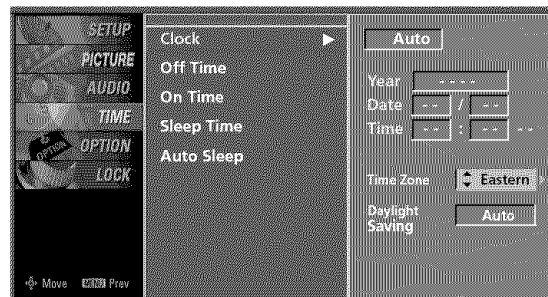 SETUP
PICTURE
AUDIO
TIME
OPTION
LOCK
Move MENU Prev
Clock
Off Time
On Time
Sleep Time
Auto Sleep
Auto
Year - - - -
Date - - / - -
Time - - : - - - -
Time Zone Eastern
Daylight
Saving Auto